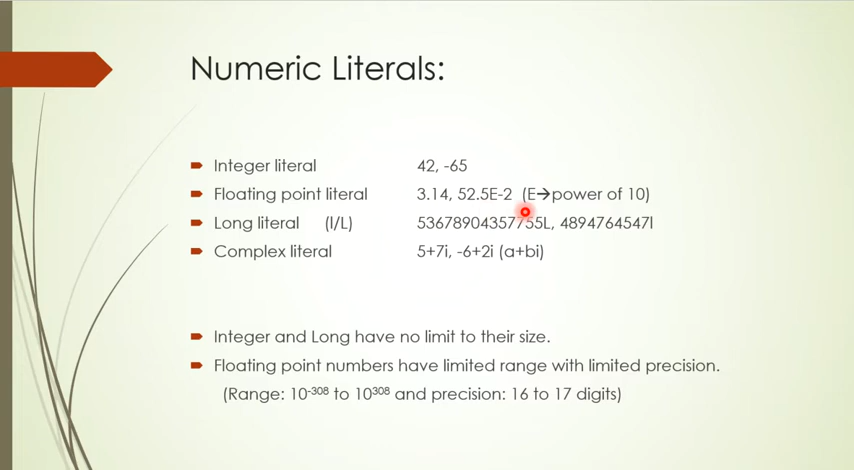 Numeric Literals:
Integer literal 42, -65
Floating point literal 3.14, 52.5E-2 (E→power of 10)
Long literal (l/L) 53678904357755L, 4894764547l
Complex literal 5+7i, -6+2i (a+bi)
Integer and Long have no limit to their size.
Floating point numbers have limited range with limited precision.
(Range: 10⁻³⁰⁸ to 10³⁰⁸ and precision: 16 to 17 digits)